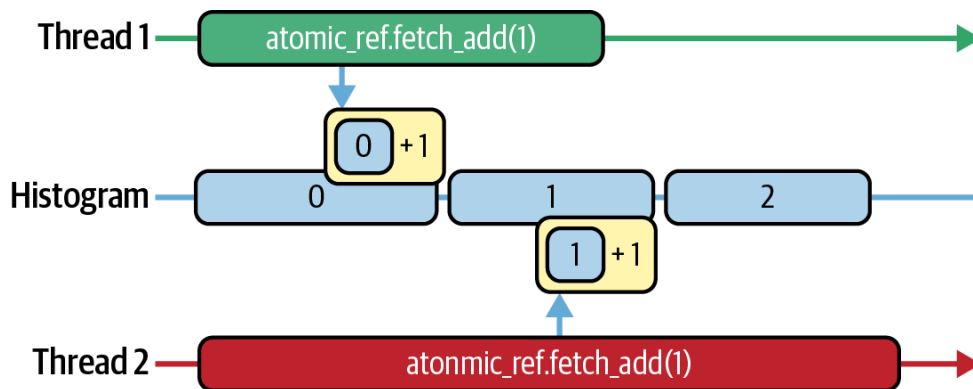 Thread 1 atomic_ref.fetch_add(1)
0 + 1
Histogram 0 1 2
1 + 1
Thread 2 atonmic_ref.fetch_add(1)